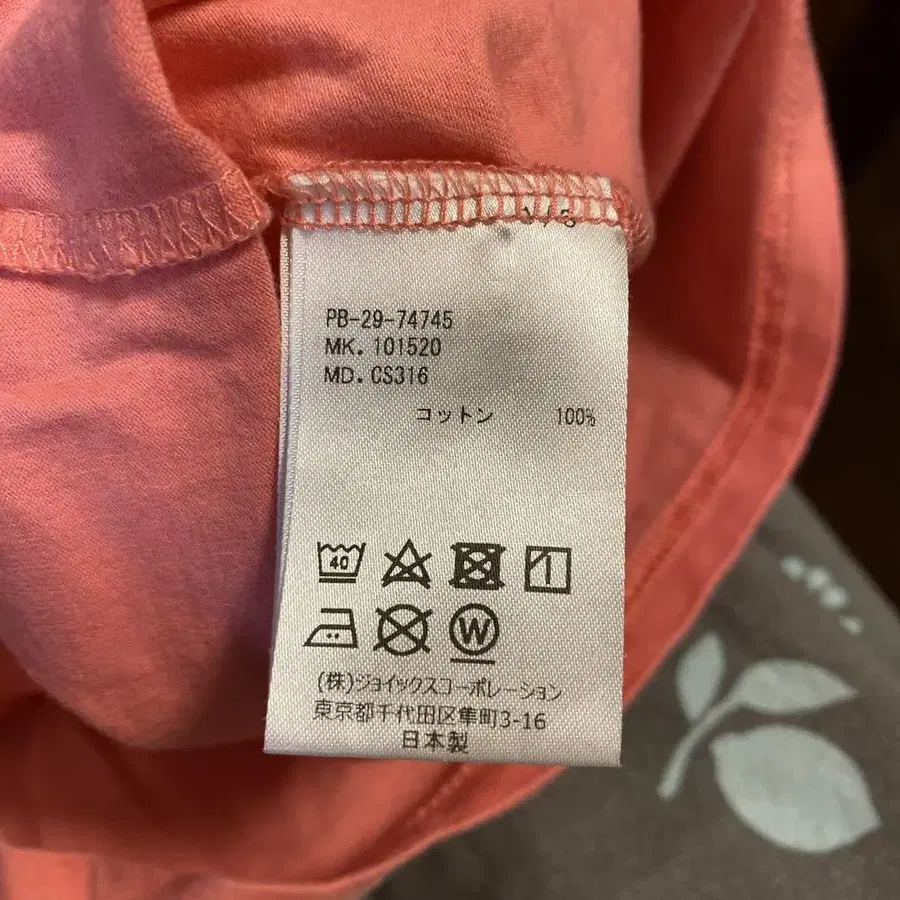 PB-29-74745
MK. 101520
MD. CS316
コットン 100%
40
W
(株)ジョイックスコーポレーション
東京都千代田区隼町3-16
日本製